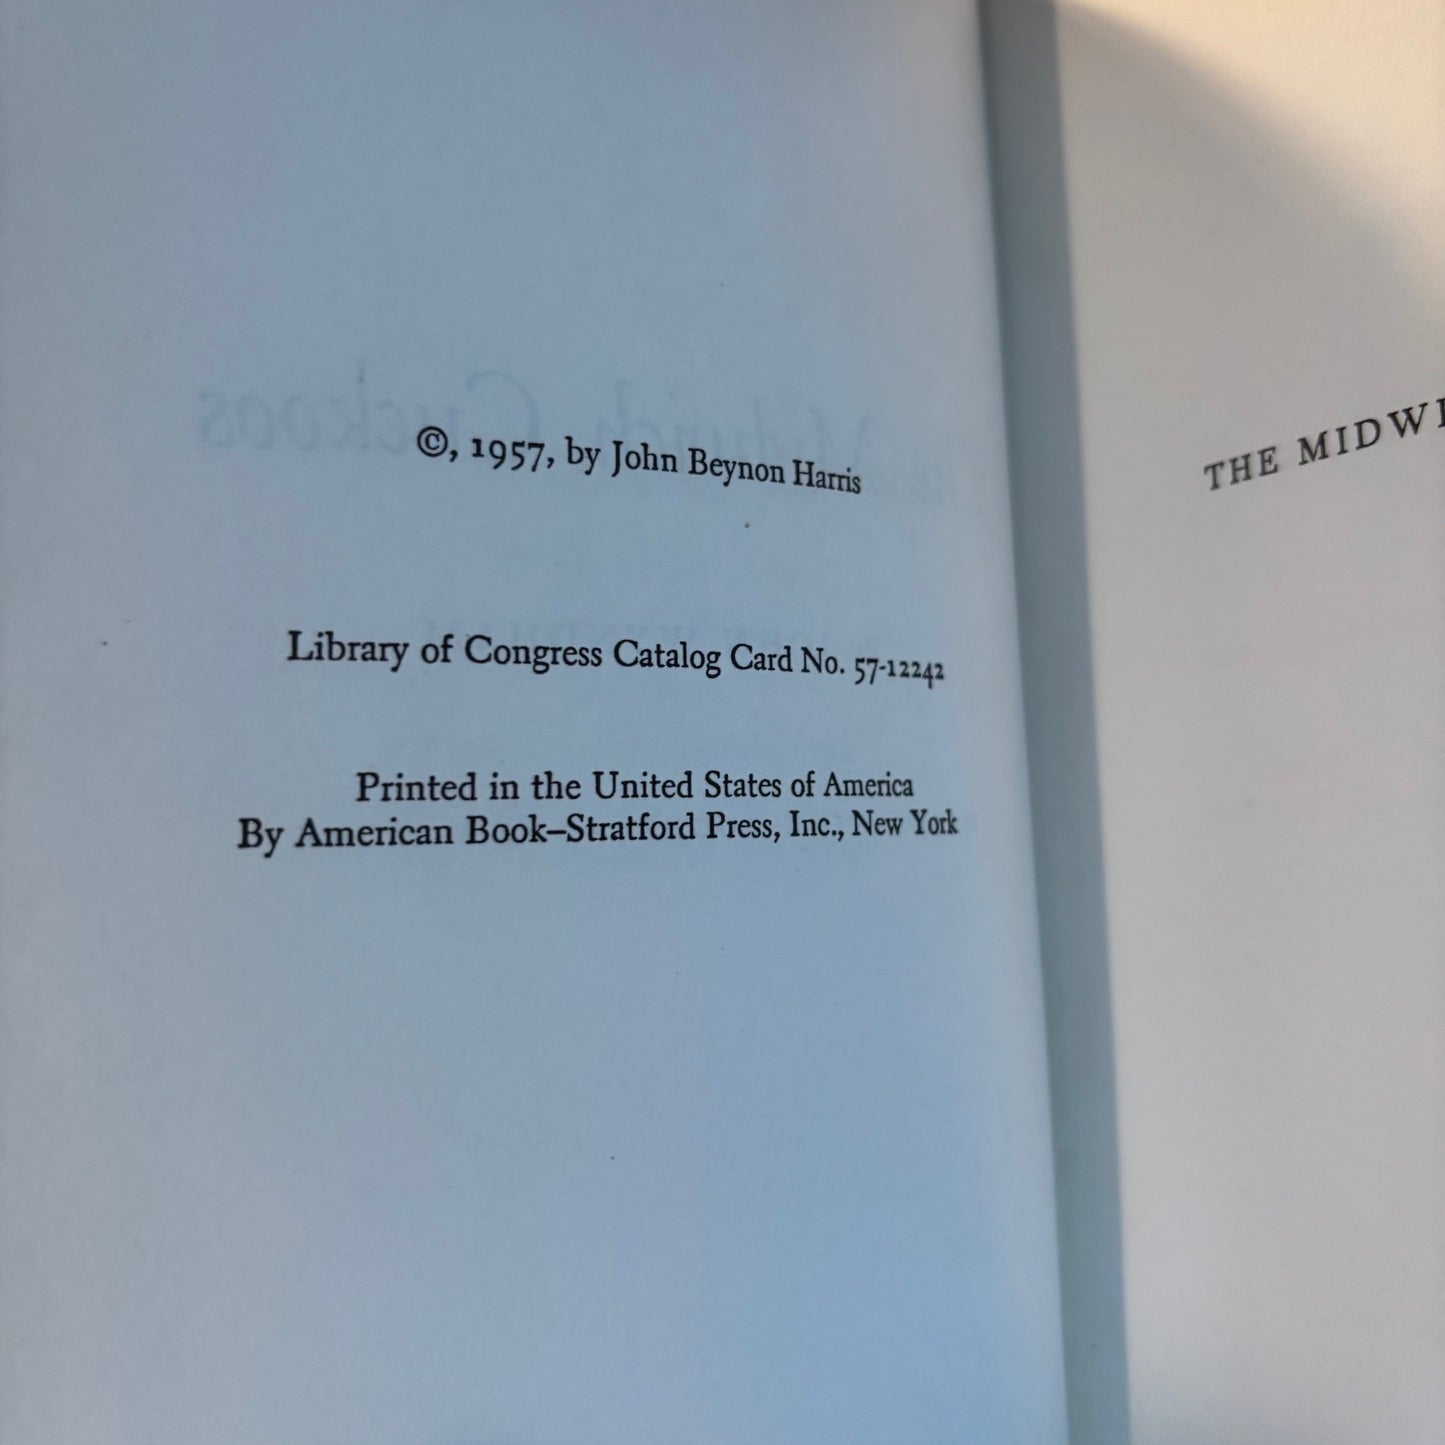 ©, 1957, by John Beynon Harris
Library of Congress Catalog Card No. 57-12242
Printed in the United States of America
By American Book–Stratford Press, Inc., New York
THE MIDWI